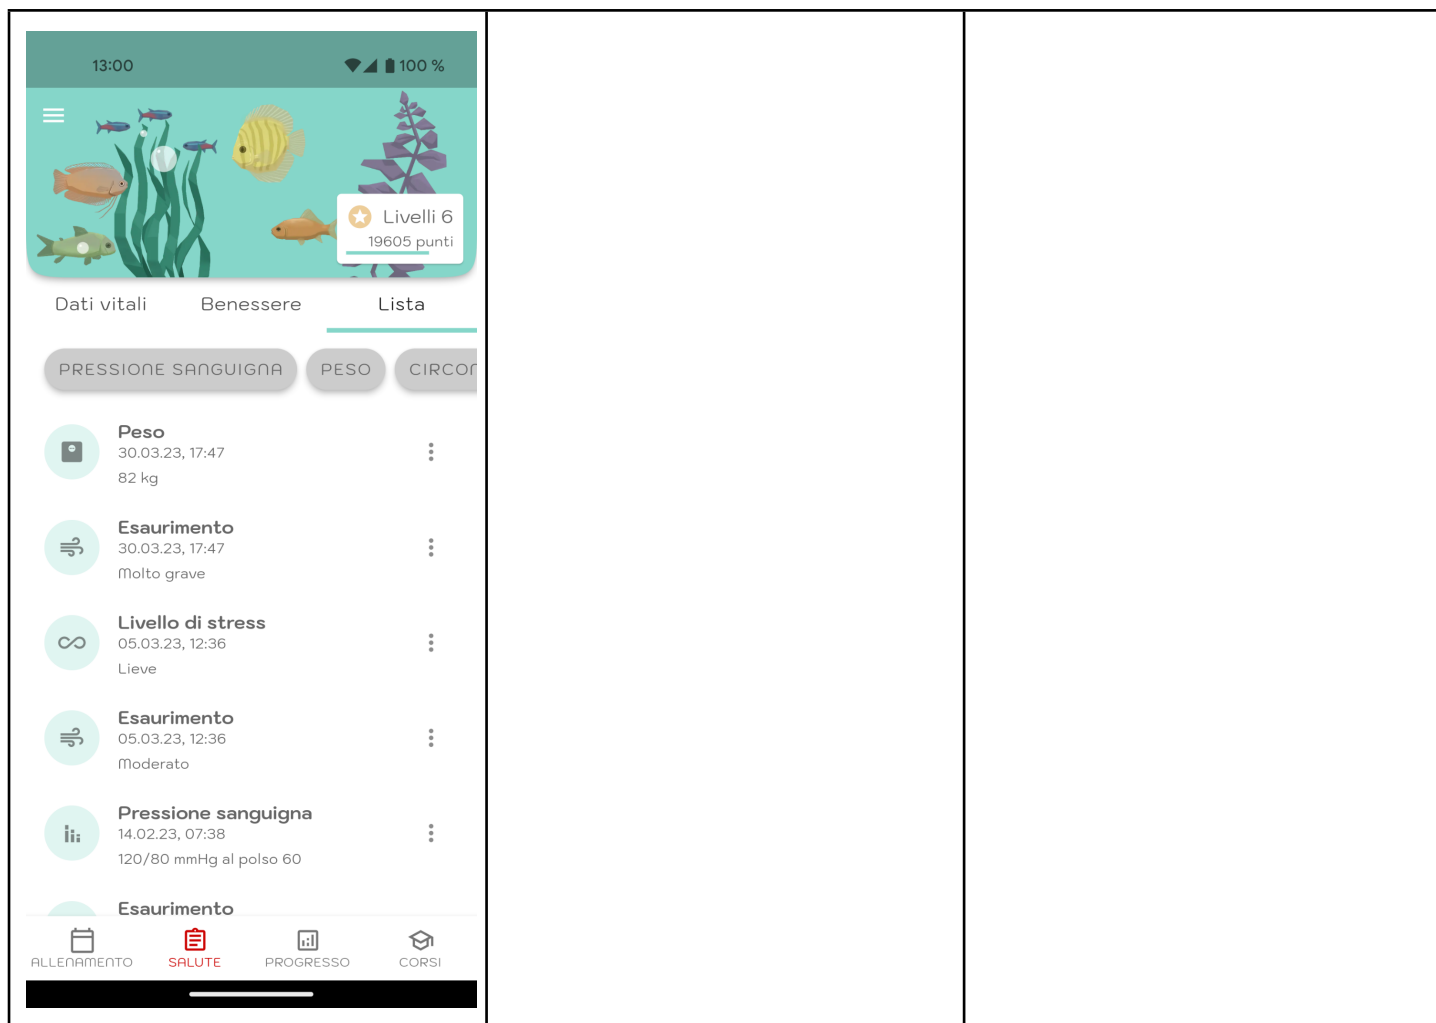 13:00 100 %
Livelli 6
19605 punti
Dati vitali Benessere Lista
PRESSIONE SANGUIGNA PESO CIRCON
Peso
30.03.23, 17:47
82 kg
Esaurimento
30.03.23, 17:47
Molto grave
Livello di stress
05.03.23, 12:36
Lieve
Esaurimento
05.03.23, 12:36
Moderato
Pressione sanguigna
14.02.23, 07:38
120/80 mmHg al polso 60
Esaurimento
ALLENAMENTO SALUTE PROGRESSO CORSI